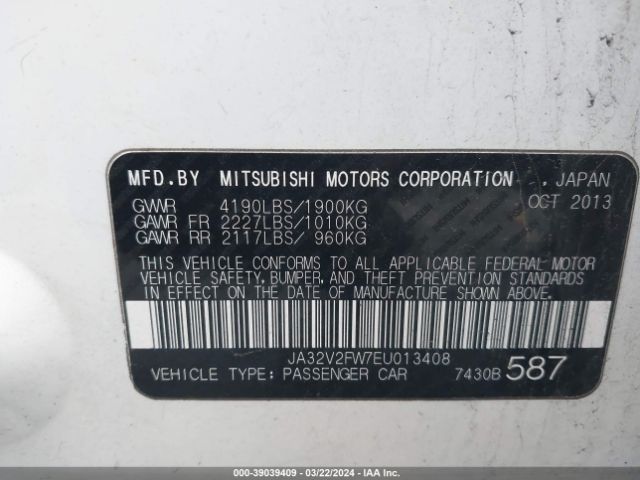 MFD.BY MITSUBISHI MOTORS CORPORATION , JAPAN
GVWR 4190LBS/1900KG OCT 2013
GAWR FR 2227LBS/1010KG
GAWR RR 2117LBS/ 960KG
THIS VEHICLE CONFORMS TO ALL APPLICABLE FEDERAL MOTOR
VEHICLE SAFETY, BUMPER, AND THEFT PREVENTION STANDARDS
IN EFFECT ON THE DATE OF MANUFACTURE SHOWN ABOVE.
JA32V2FW7EU013408
VEHICLE TYPE: PASSENGER CAR 7430B 587
000-39039409 - 03/22/2024 - IAA Inc.